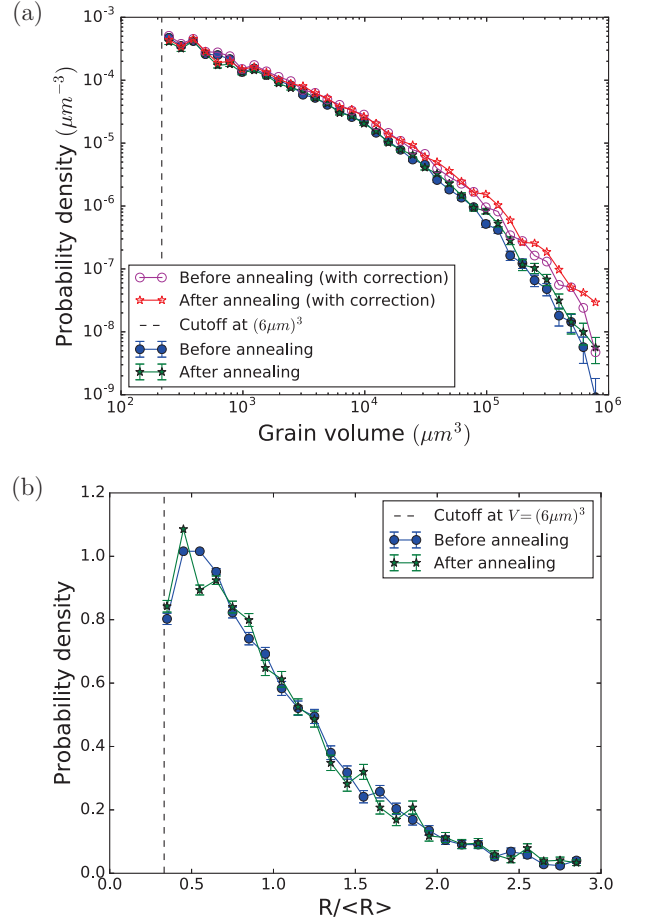 (a)
10^-3
10^-4
10^-5
10^-6
10^-7
10^-8
10^-9
Probability density (μm^-3)
Before annealing (with correction)
After annealing (with correction)
Cutoff at (6μm)^3
Before annealing
After annealing
10^2 10^3 10^4 10^5 10^6
Grain volume (μm^3)
(b)
1.2
1.0
0.8
0.6
0.4
0.2
0.0
Probability density
Cutoff at V=(6μm)^3
Before annealing
After annealing
0.0 0.5 1.0 1.5 2.0 2.5 3.0
R/<R>